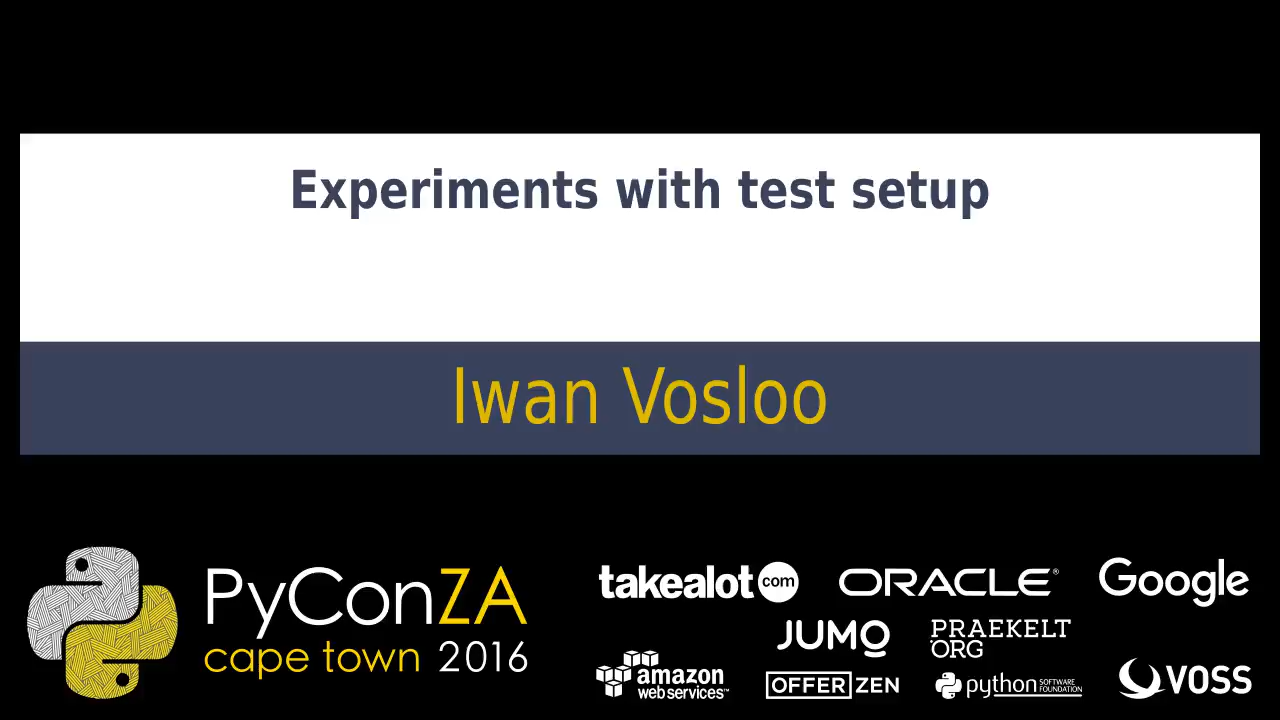 Experiments with test setup
Iwan Vosloo
PyConZA
cape town 2016
takealot com
ORACLE®
Google
JUMO
PRAEKELT
.ORG
amazon
web services™
OFFERZEN
python SOFTWARE
FOUNDATION
VOSS